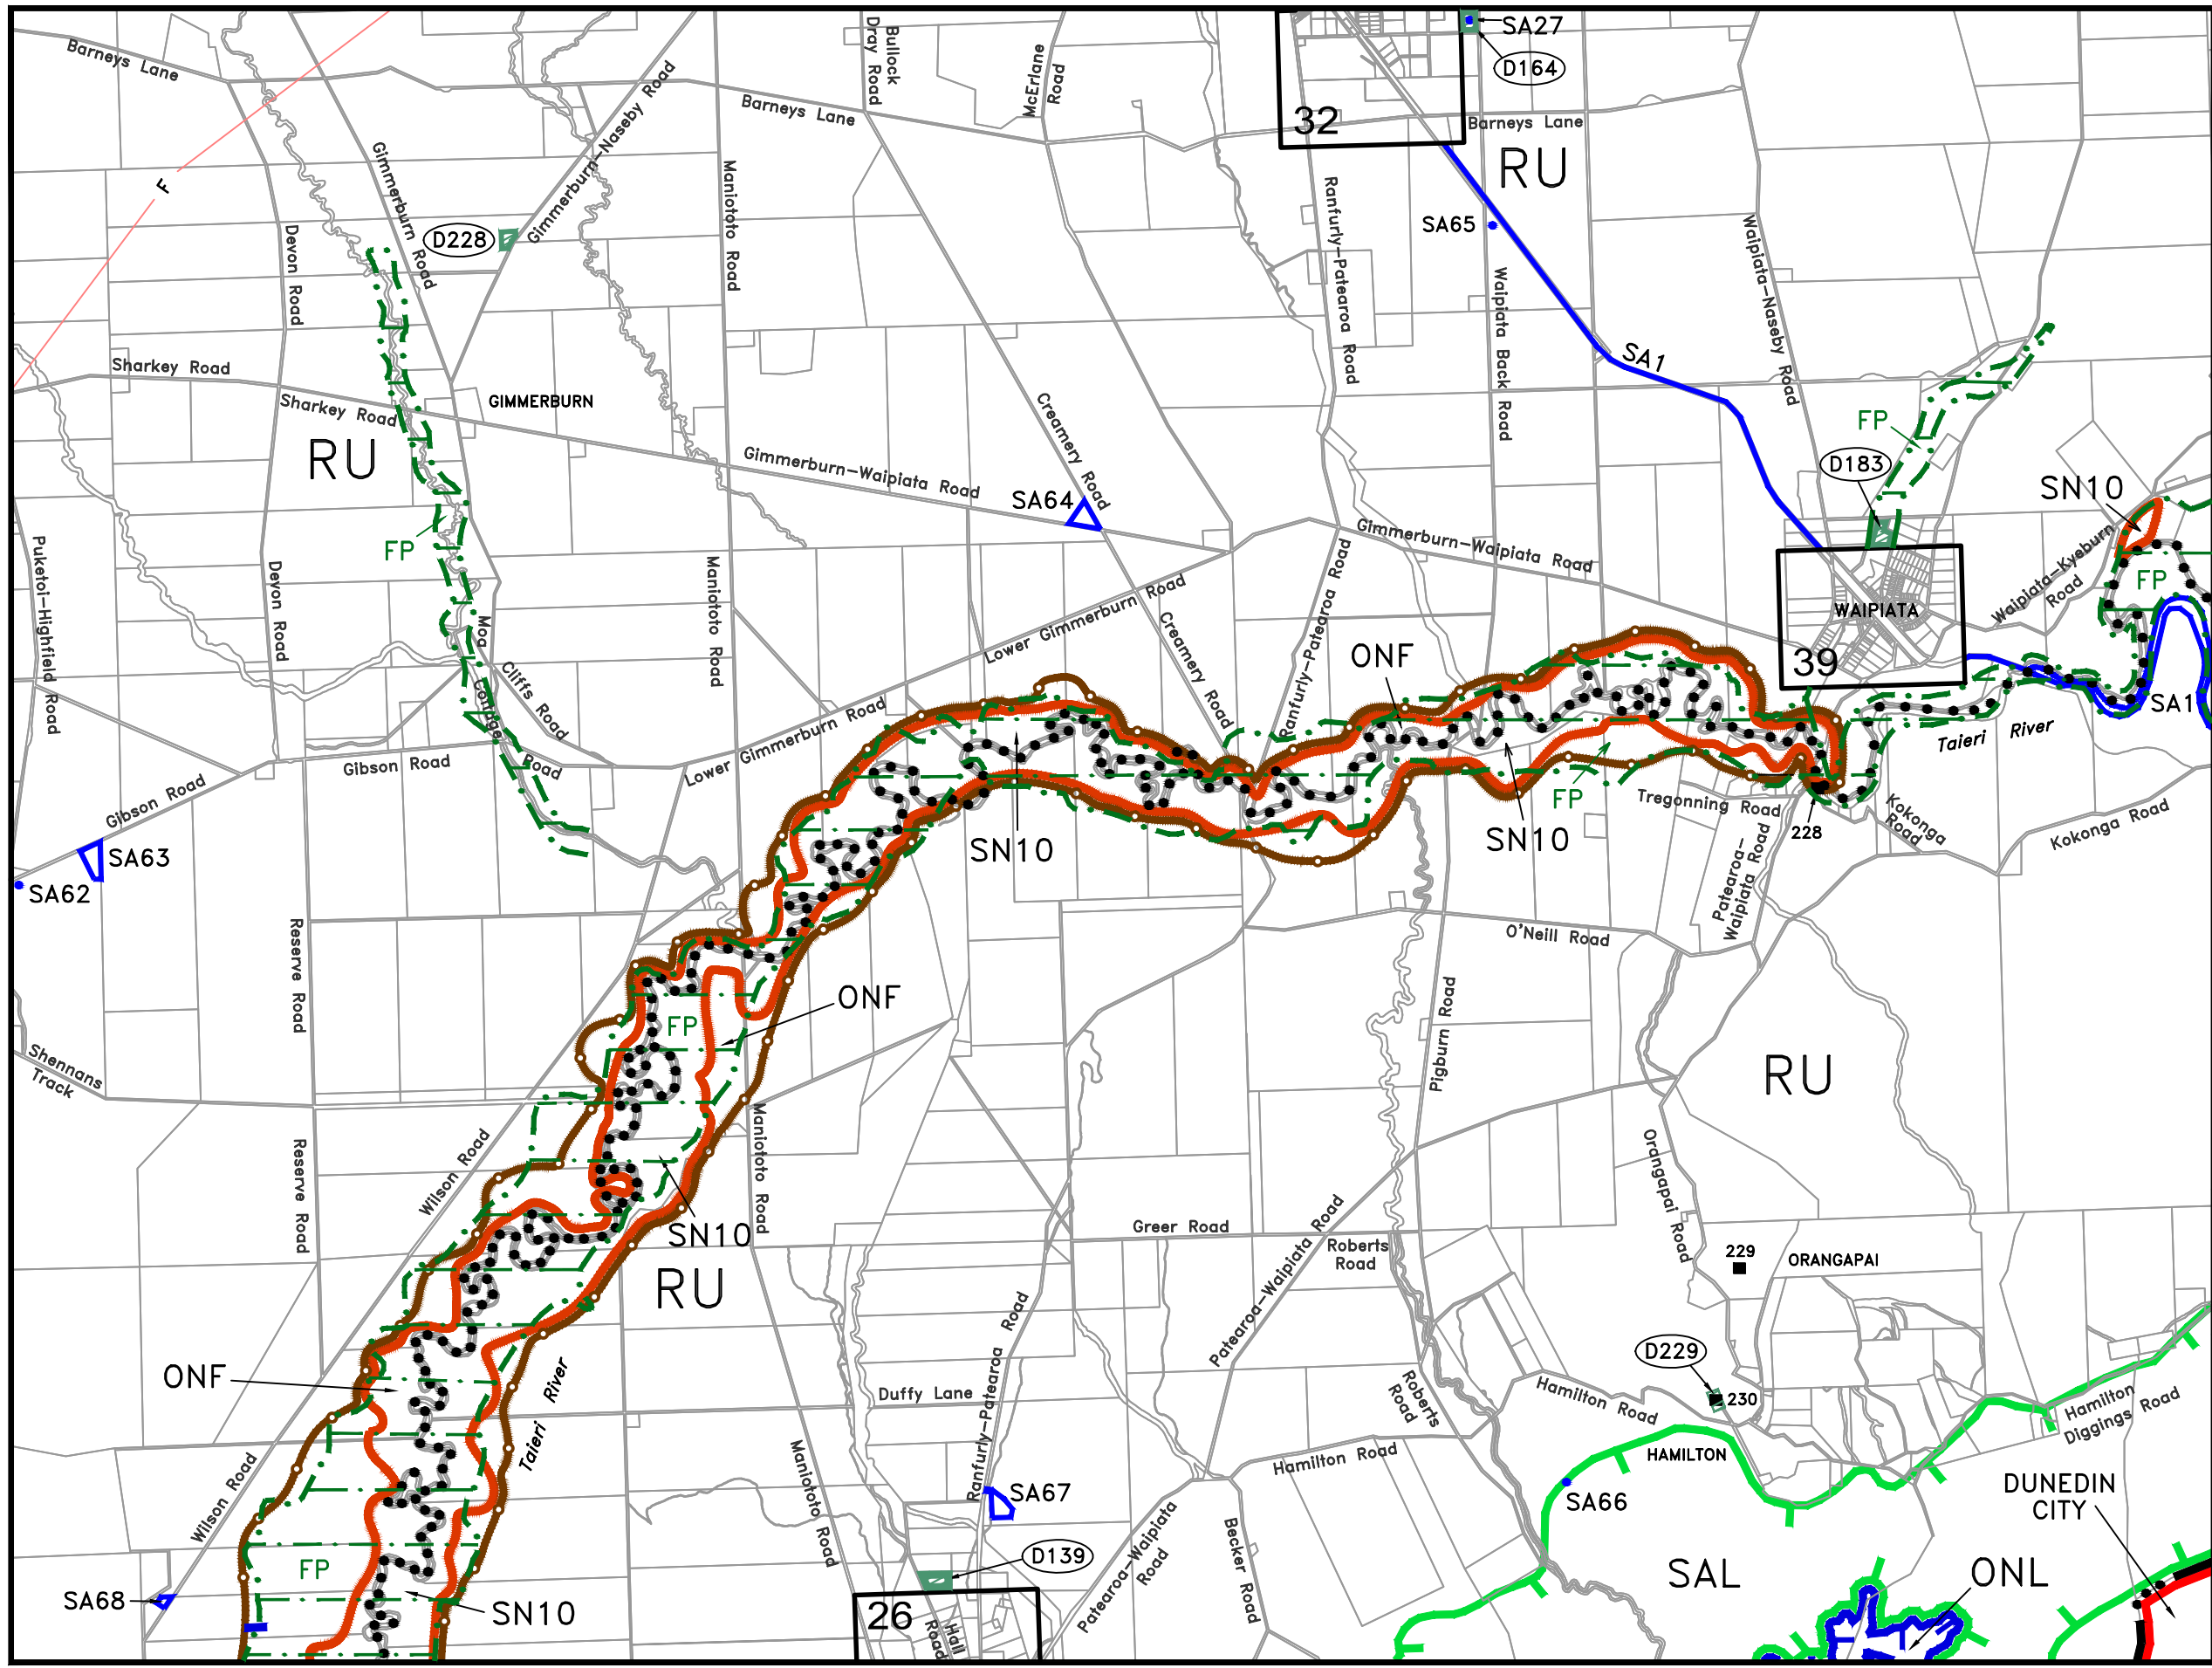 Barneys Lane
F
Devon Road
Gimmerburn Road
D228
Gimmerburn-Naseby Road
Maniototo Road
Barneys Lane
Bullock
Dray Road
McErlane
Road
32
SA27
D164
Barneys Lane
RU
Ranfurly-Patearoa Road
SA65
Waipiata Back Road
SA1
Waipiata-Naseby Road
Sharkey Road
Sharkey Road
GIMMERBURN
RU
Gimmerburn-Waipiata Road
Creamery Road
SA64
Gimmerburn-Waipiata Road
FP
D183
SN10
Waipiata-Kyeburn
Road
FP
WAIPIATA
39
SA1
Taieri River
FP
Puketoi-Highfield Road
Devon Road
Maniototo Road
Moa
Cliffs Road
Cottage
Road
Lower Gimmerburn Road
Creamery Road
Ranfurly-Patearoa Road
ONF
Lower Gimmerburn Road
Gibson Road
Gibson Road
SA63
SA62
SN10
SN10
FP
Tregonning Road
228
Kokonga
Road
Kokonga Road
Patearoa-
Waipiata Road
O'Neill Road
Reserve Road
ONF
FP
Pigburn Road
RU
Shennans
Track
Reserve Road
Wilson Road
Maniototo Road
SN10
RU
Greer Road
Patearoa-Waipiata Road
Roberts
Road
Orangapai Road
229
ORANGAPAI
D229
230
ONF
Taieri River
Duffy Lane
Ranfurly-Patearoa Road
Roberts
Road
Hamilton Road
HAMILTON
Hamilton
Diggings Road
Hamilton Road
Wilson Road
Maniototo Road
SA67
SA66
DUNEDIN
CITY
D139
Patearoa-Waipiata
Road
Becker Road
FP
SA68
SN10
26
Hall
Road
SAL
ONL